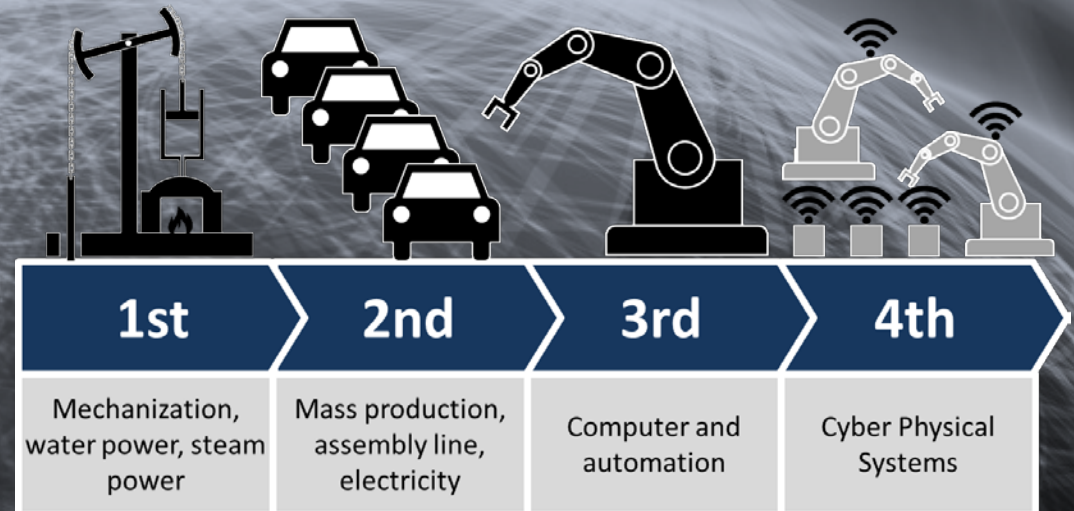 1st
2nd
3rd
4th
Mechanization,
water power, steam
power
Mass production,
assembly line,
electricity
Computer and
automation
Cyber Physical
Systems